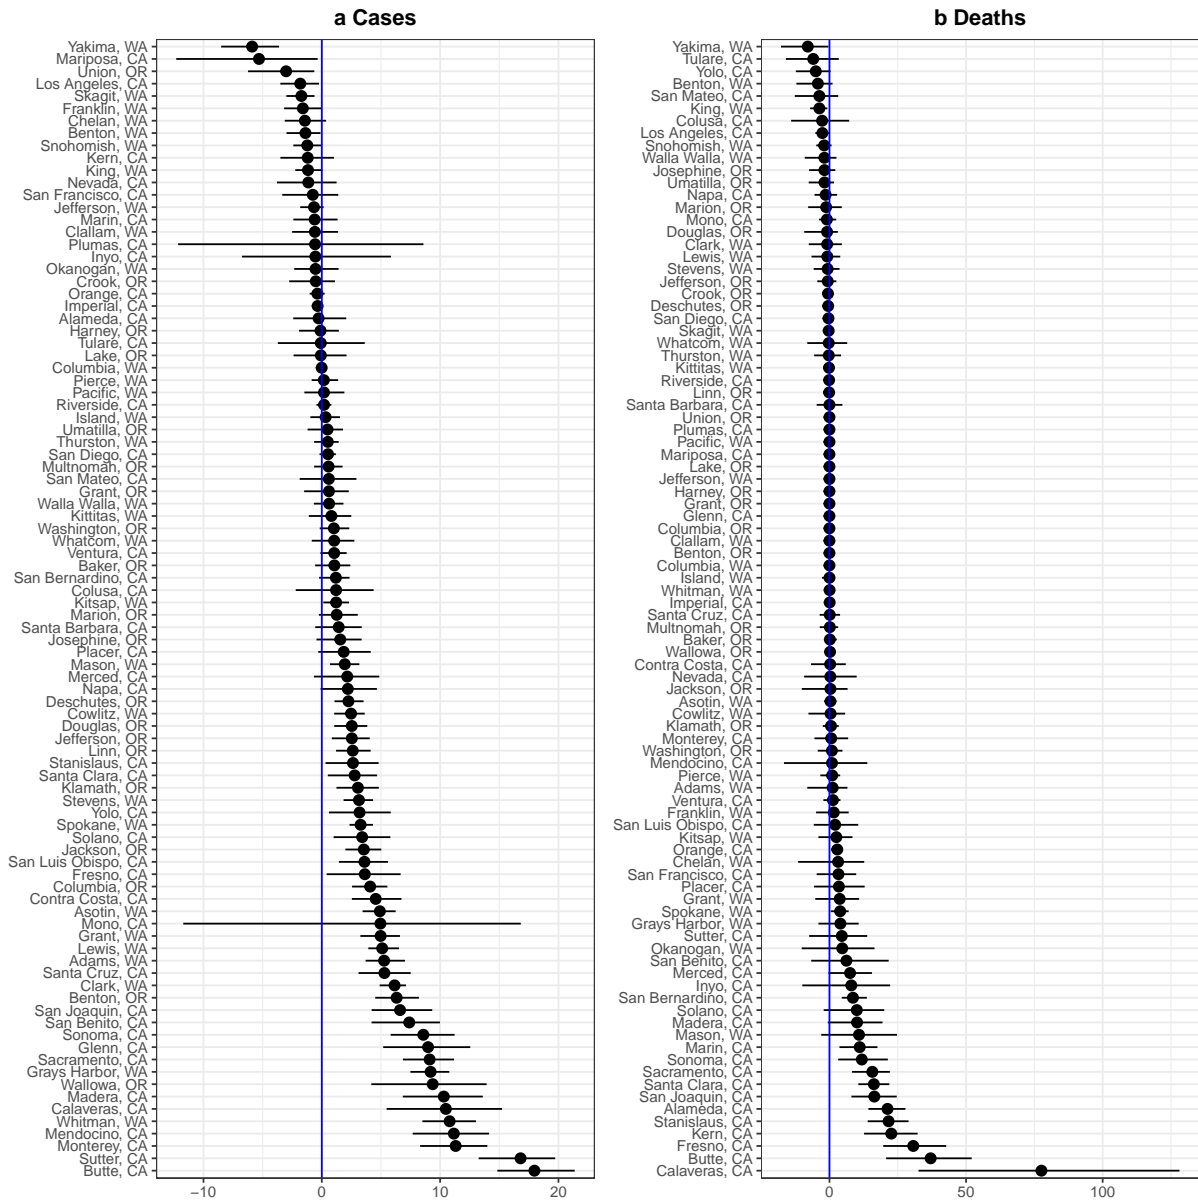 a Cases
Yakima, WA
Mariposa, CA
Union, OR
Los Angeles, CA
Skagit, WA
Franklin, WA
Chelan, WA
Benton, WA
Snohomish, WA
Kern, CA
King, WA
Nevada, CA
San Francisco, CA
Jefferson, WA
Marin, CA
Clallam, WA
Plumas, CA
Inyo, CA
Okanogan, WA
Crook, OR
Orange, CA
Imperial, CA
Alameda, CA
Harney, OR
Tulare, CA
Lake, OR
Columbia, WA
Pierce, WA
Pacific, WA
Riverside, CA
Island, WA
Umatilla, OR
Thurston, WA
San Diego, CA
Multnomah, OR
San Mateo, CA
Grant, OR
Walla Walla, WA
Kittitas, WA
Washington, OR
Whatcom, WA
Ventura, CA
Baker, OR
San Bernardino, CA
Colusa, CA
Kitsap, WA
Marion, OR
Santa Barbara, CA
Josephine, OR
Placer, CA
Mason, WA
Merced, CA
Napa, CA
Deschutes, OR
Cowlitz, WA
Douglas, OR
Jefferson, OR
Linn, OR
Stanislaus, CA
Santa Clara, CA
Klamath, OR
Stevens, WA
Yolo, CA
Spokane, WA
Solano, CA
Jackson, OR
San Luis Obispo, CA
Fresno, CA
Columbia, OR
Contra Costa, CA
Asotin, WA
Mono, CA
Grant, WA
Lewis, WA
Adams, WA
Santa Cruz, CA
Clark, WA
Benton, OR
San Joaquin, CA
San Benito, CA
Sonoma, CA
Glenn, CA
Sacramento, CA
Grays Harbor, WA
Wallowa, OR
Madera, CA
Calaveras, CA
Whitman, WA
Mendocino, CA
Monterey, CA
Sutter, CA
Butte, CA
−10 0 10 20
b Deaths
Yakima, WA
Tulare, CA
Yolo, CA
Benton, WA
San Mateo, CA
King, WA
Colusa, CA
Los Angeles, CA
Snohomish, WA
Walla Walla, WA
Josephine, OR
Umatilla, OR
Napa, CA
Marion, OR
Mono, CA
Douglas, OR
Clark, WA
Lewis, WA
Stevens, WA
Jefferson, OR
Crook, OR
Deschutes, OR
San Diego, CA
Skagit, WA
Whatcom, WA
Thurston, WA
Kittitas, WA
Riverside, CA
Linn, OR
Santa Barbara, CA
Union, OR
Plumas, CA
Pacific, WA
Mariposa, CA
Lake, OR
Jefferson, WA
Harney, OR
Grant, OR
Glenn, CA
Columbia, OR
Clallam, WA
Benton, OR
Columbia, WA
Island, WA
Whitman, WA
Imperial, CA
Santa Cruz, CA
Multnomah, OR
Baker, OR
Wallowa, OR
Contra Costa, CA
Nevada, CA
Jackson, OR
Asotin, WA
Cowlitz, WA
Klamath, OR
Monterey, CA
Washington, OR
Mendocino, CA
Pierce, WA
Adams, WA
Ventura, CA
Franklin, WA
San Luis Obispo, CA
Kitsap, WA
Orange, CA
Chelan, WA
San Francisco, CA
Placer, CA
Grant, WA
Spokane, WA
Grays Harbor, WA
Sutter, CA
Okanogan, WA
San Benito, CA
Merced, CA
Inyo, CA
San Bernardino, CA
Solano, CA
Madera, CA
Mason, WA
Marin, CA
Sonoma, CA
Sacramento, CA
Santa Clara, CA
San Joaquin, CA
Alameda, CA
Stanislaus, CA
Kern, CA
Fresno, CA
Butte, CA
Calaveras, CA
0 50 100